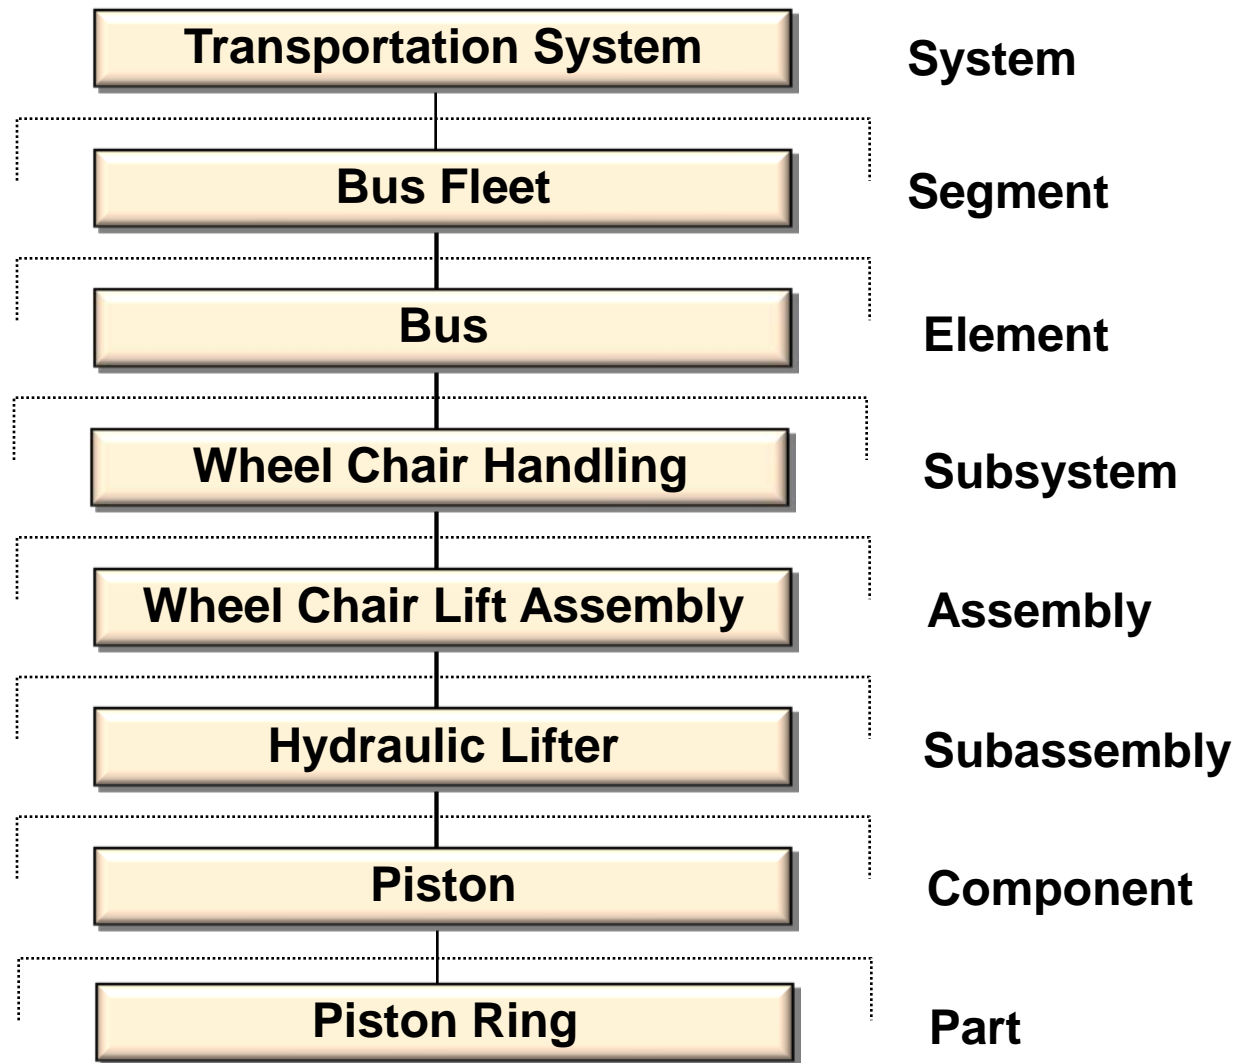 Transportation System
System
Bus Fleet
Segment
Bus
Element
Wheel Chair Handling
Subsystem
Wheel Chair Lift Assembly
Assembly
Hydraulic Lifter
Subassembly
Piston
Component
Piston Ring
Part